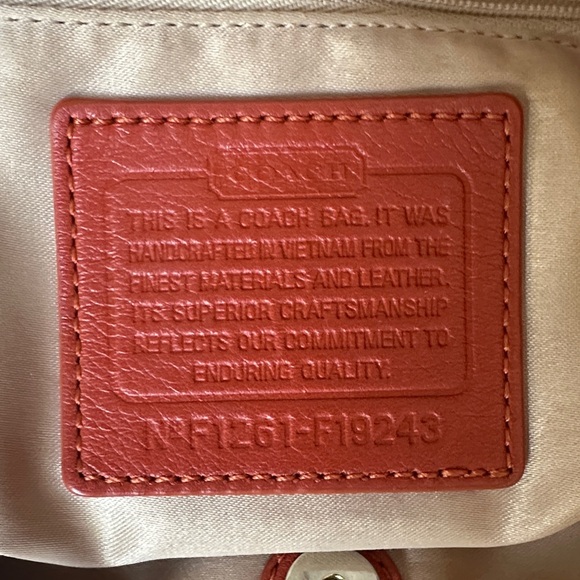 COACH
THIS IS A COACH BAG. IT WAS
HANDCRAFTED IN VIETNAM FROM THE
FINEST MATERIALS AND LEATHER.
ITS SUPERIOR CRAFTSMANSHIP
REFLECTS OUR COMMITMENT TO
ENDURING QUALITY.
Nº F1261-F19243